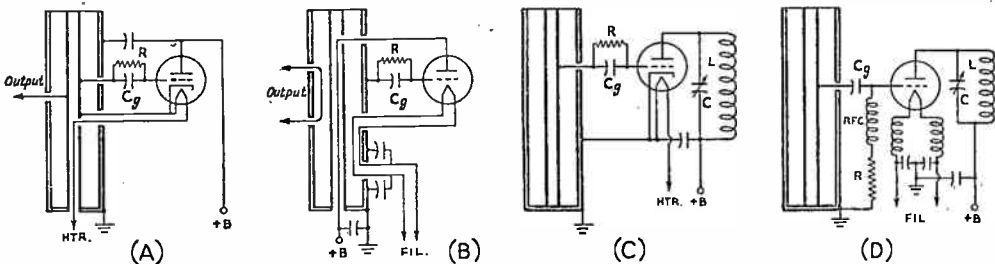 Output
R
Cg
+B
HTR.
(A)
Output
R
Cg
+B
FIL.
(B)
R
Cg
L
C
HTR.
+B
(C)
Cg
RFC
R
L
C
FIL
+B
(D)